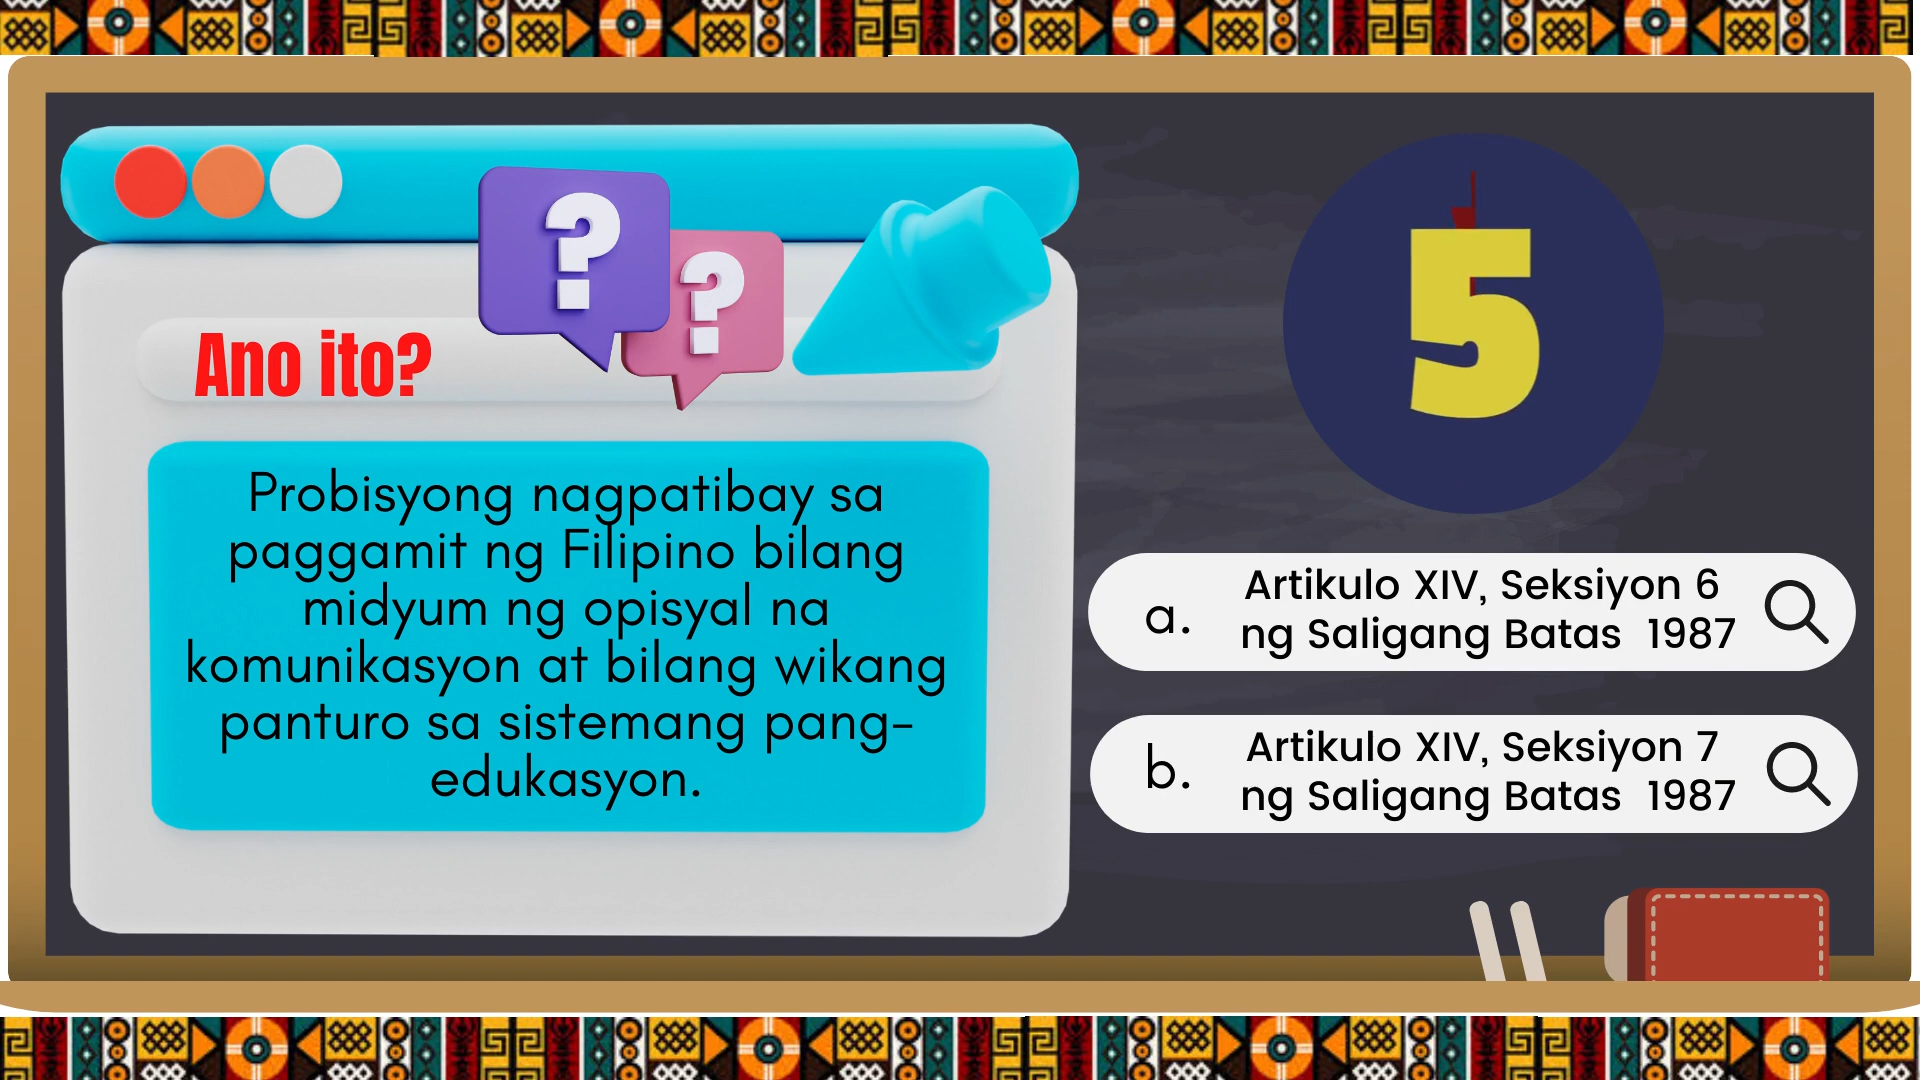 ? ?
Ano ito?
Probisyong nagpatibay sa
paggamit ng Filipino bilang
midyum ng opisyal na
komunikasyon at bilang wikang
panturo sa sistemang pang-
edukasyon.
5
a. Artikulo XIV, Seksiyon 6
ng Saligang Batas 1987
b. Artikulo XIV, Seksiyon 7
ng Saligang Batas 1987